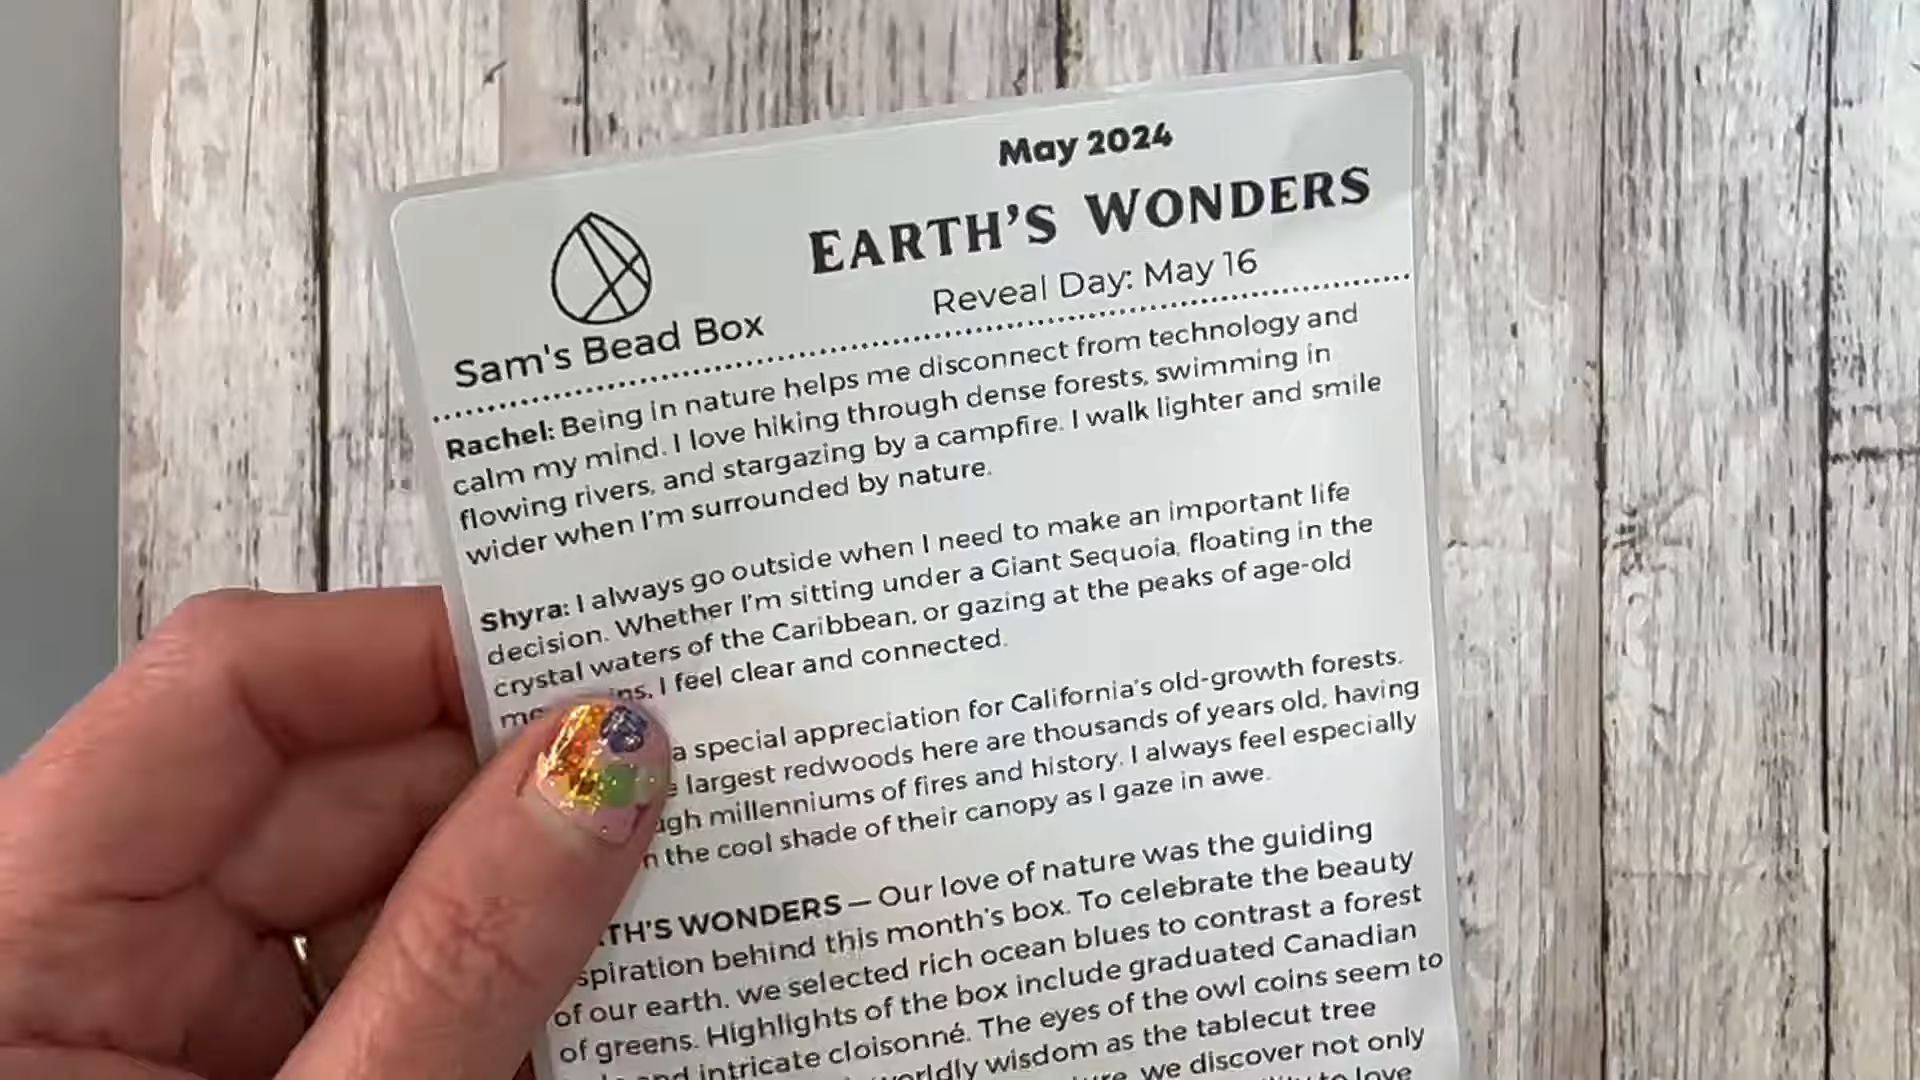 May 2024
EARTH'S WONDERS
Reveal Day: May 16
Sam's Bead Box
Rachel: Being in nature helps me disconnect from technology and
calm my mind. I love hiking through dense forests, swimming in
flowing rivers, and stargazing by a campfire. I walk lighter and smile
wider when I'm surrounded by nature.
Shyra: I always go outside when I need to make an important life
decision. Whether I'm sitting under a Giant Sequoia, floating in the
crystal waters of the Caribbean, or gazing at the peaks of age-old
I feel clear and connected.
a special appreciation for California's old-growth forests.
largest redwoods here are thousands of years old, having
millenniums of fires and history. I always feel especially
the cool shade of their canopy as I gaze in awe.
WONDERS — Our love of nature was the guiding
behind this month's box. To celebrate the beauty
of our earth, we selected rich ocean blues to contrast a forest
of greens. Highlights of the box include graduated Canadian
and intricate cloisonné. The eyes of the owl coins seem to
wisdom as the tablecut tree
we discover not only
to love